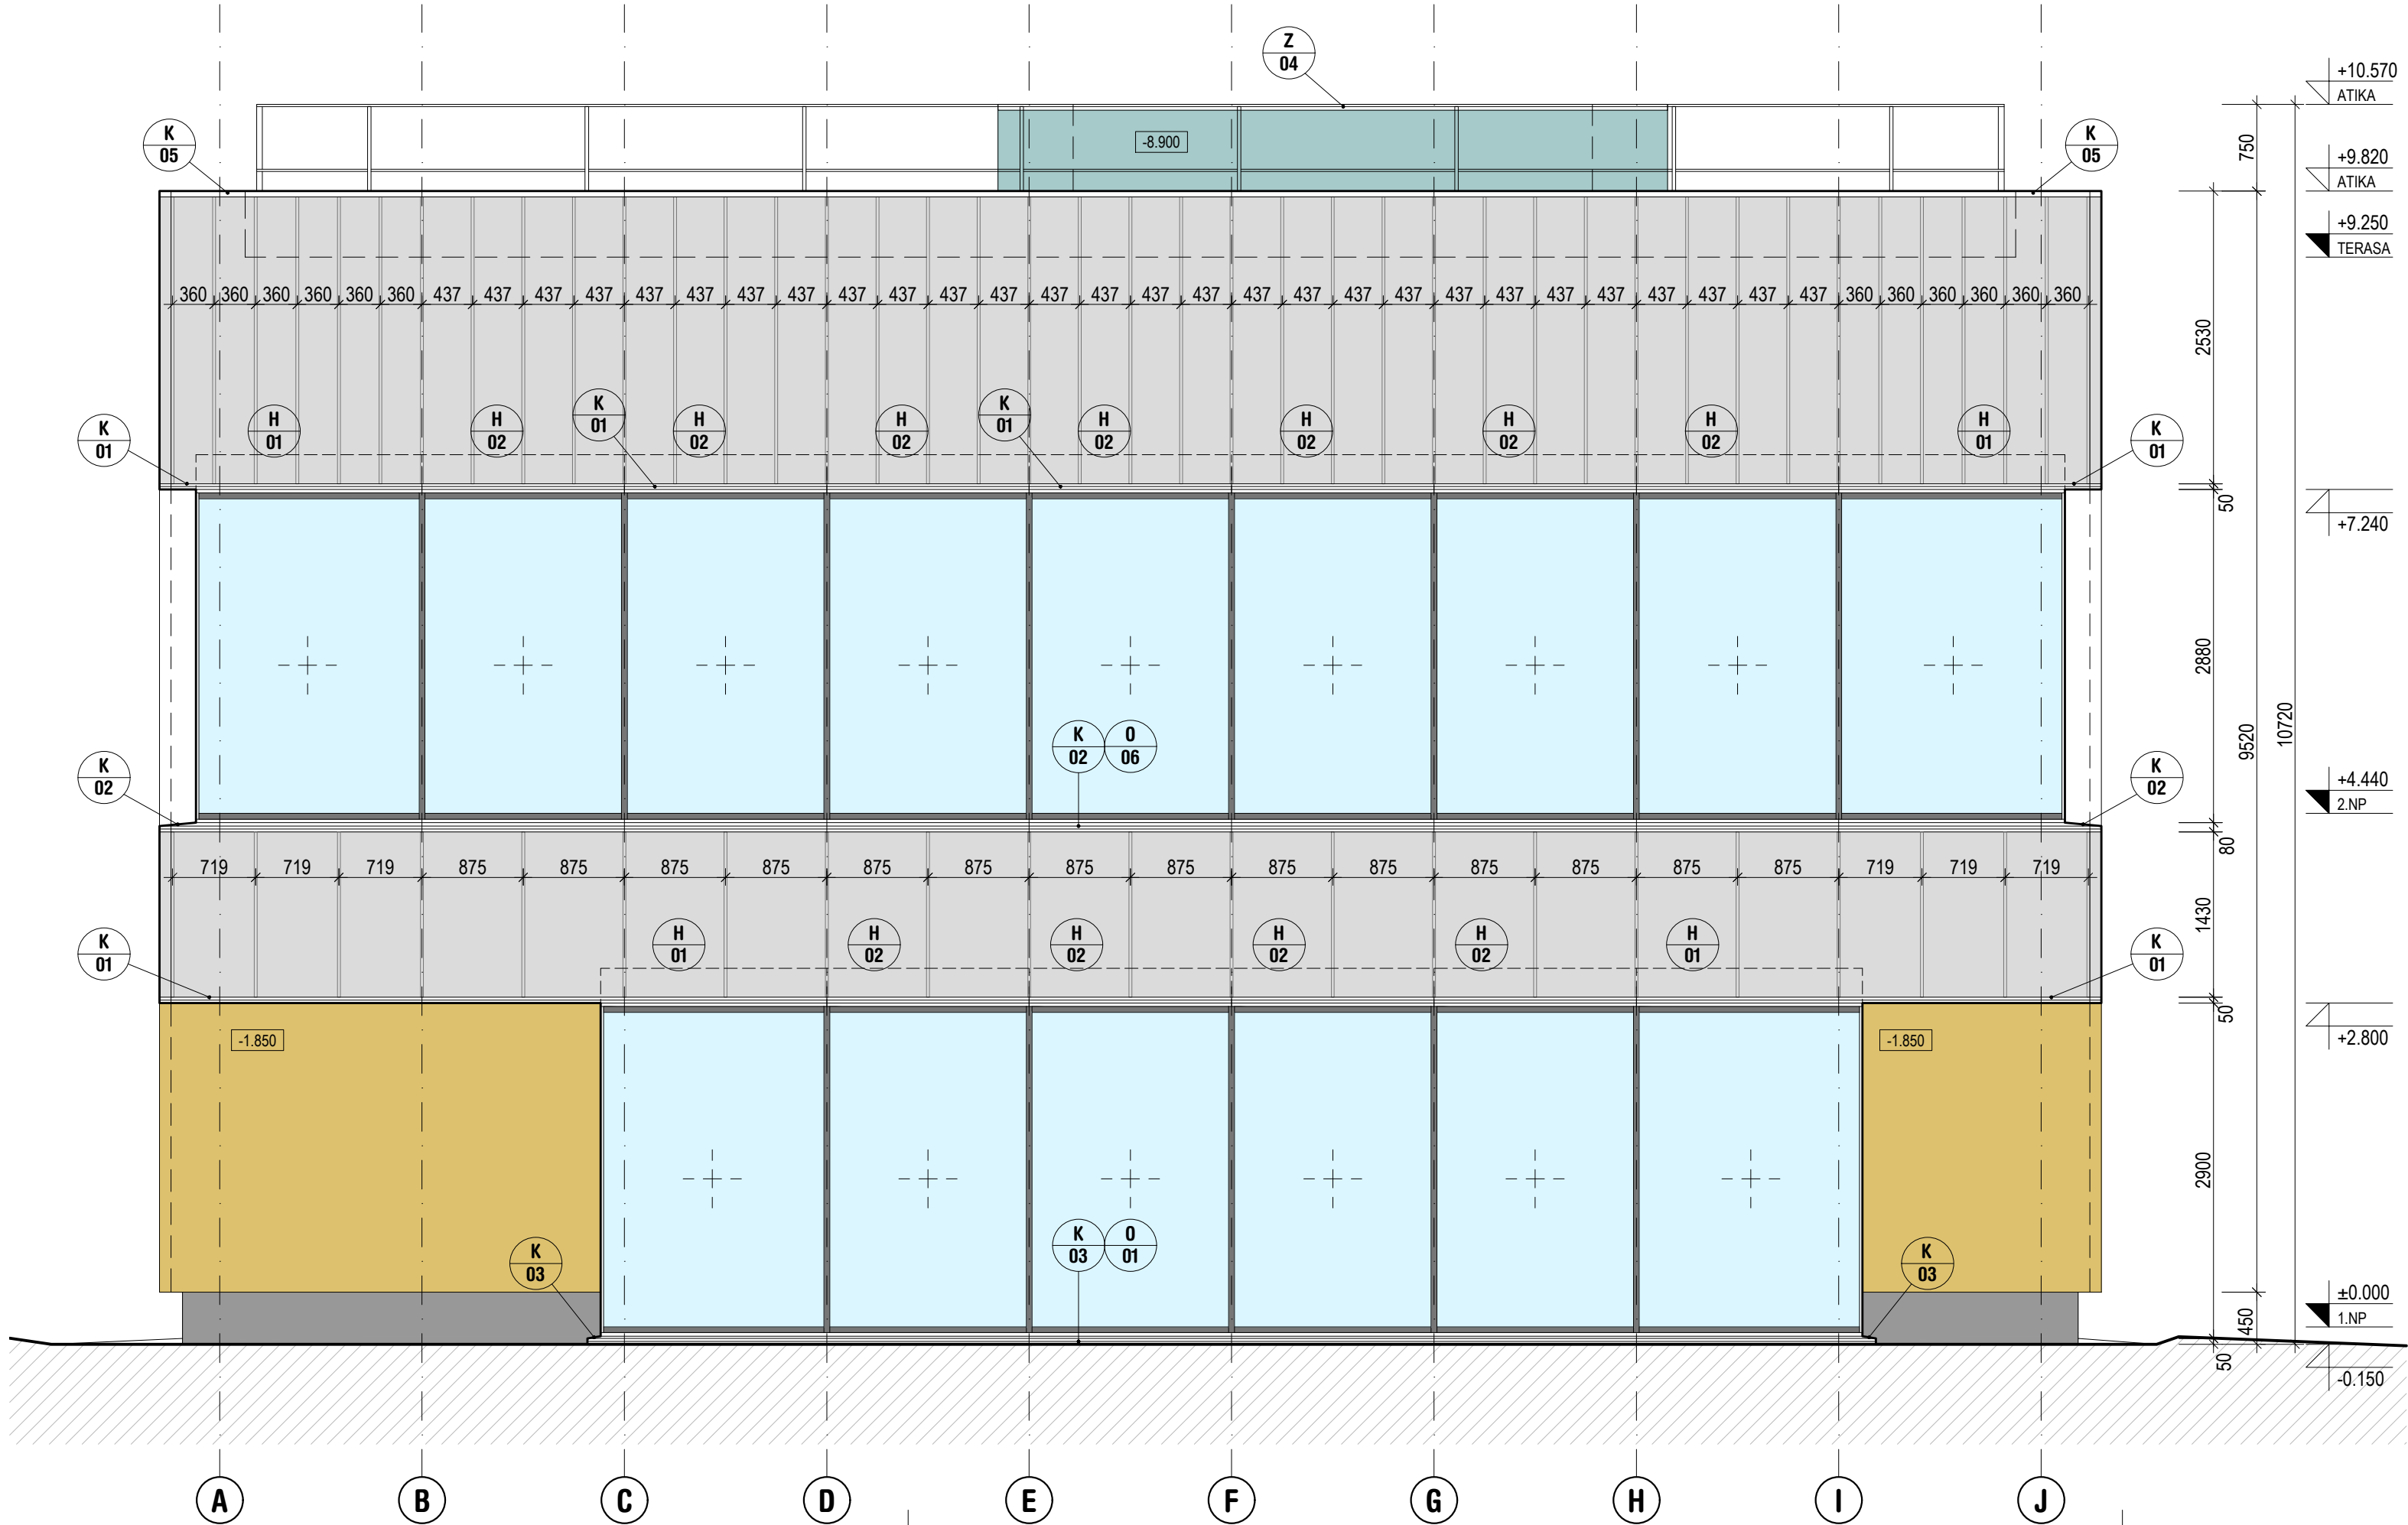 Z
04
+10.570
ATIKA
K
05
-8.900
K
05
750
+9.820
ATIKA
+9.250
TERASA
360 360 360 360 360 360 437 437 437 437 437 437 437 437 437 437 437 437 437 437 437 437 437 437 437 437 437 437 437 437 437 437 437 437 360 360 360 360 360 360
2530
K
01
H
01
H
02
K
01
H
02
H
02
K
01
H
02
H
02
H
02
H
02
H
01
K
01
50
+7.240
2880
9520
10720
K
02
K
02
O
06
K
02
+4.440
2.NP
80
719 719 719 875 875 875 875 875 875 875 875 875 875 875 875 875 875 719 719 719
1430
K
01
H
01
H
02
H
02
H
02
H
02
H
01
K
01
50
-1.850
-1.850
+2.800
2900
K
03
K
03
O
01
K
03
±0.000
1.NP
450
50
-0.150
A B C D E F G H I J